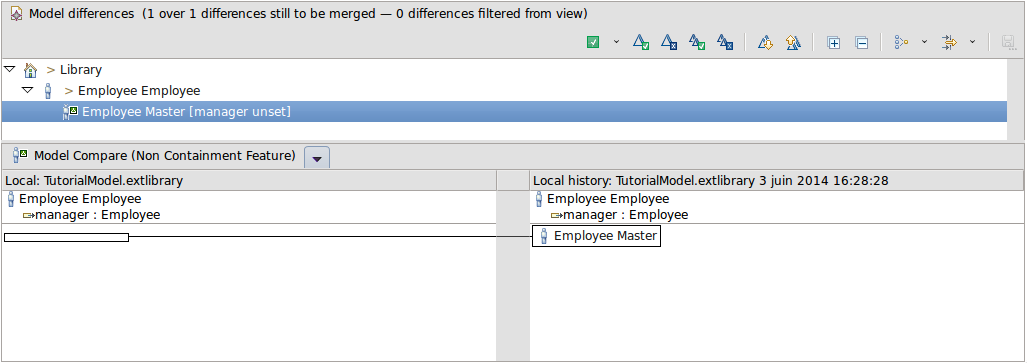 Model differences (1 over 1 differences still to be merged — 0 differences filtered from view)
> Library
> Employee Employee
Employee Master [manager unset]
Model Compare (Non Containment Feature)
Local: TutorialModel.extlibrary
Local history: TutorialModel.extlibrary 3 juin 2014 16:28:28
Employee Employee
manager : Employee
Employee Employee
manager : Employee
Employee Master